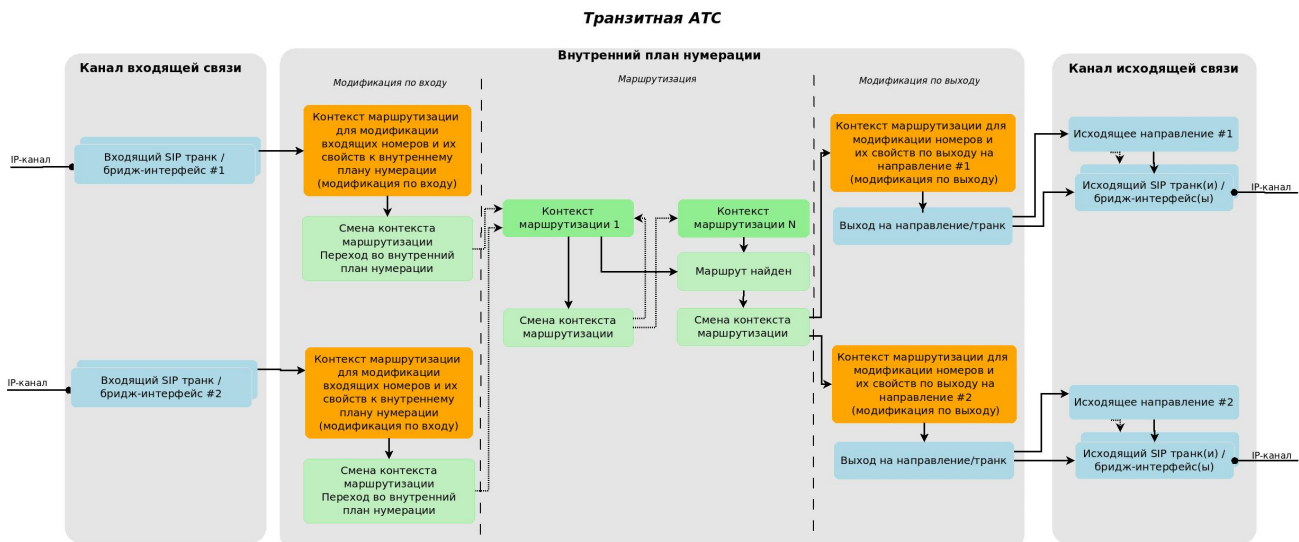 Транзитная АТС
Канал входящей связи
IP-канал
Входящий SIP транк /
бридж-интерфейс #1
IP-канал
Входящий SIP транк /
бридж-интерфейс #2
Внутренний план нумерации
Модификация по входу
Контекст маршрутизации
для модификации
входящих номеров и их
свойств к внутреннему
плану нумерации
(модификация по входу)
Смена контекста
маршрутизации
Переход во внутренний
план нумерации
Контекст маршрутизации
для модификации
входящих номеров и их
свойств к внутреннему
плану нумерации
(модификация по входу)
Смена контекста
маршрутизации
Переход во внутренний
план нумерации
Маршрутизация
Контекст
маршрутизации 1
Смена контекста
маршрутизации
Контекст
маршрутизации N
Маршрут найден
Смена контекста
маршрутизации
Модификация по выходу
Контекст маршрутизации для
модификации номеров и
их свойств по выходу на
направление #1
(модификация по выходу)
Выход на направление/транк
Контекст маршрутизации для
модификации номеров и
их свойств по выходу на
направление #2
(модификация по выходу)
Выход на направление/транк
Канал исходящей связи
Исходящее направление #1
Исходящий SIP транк(и) /
бридж-интерфейс(ы)
IP-канал
Исходящее направление #2
Исходящий SIP транк(и) /
бридж-интерфейс(ы)
IP-канал